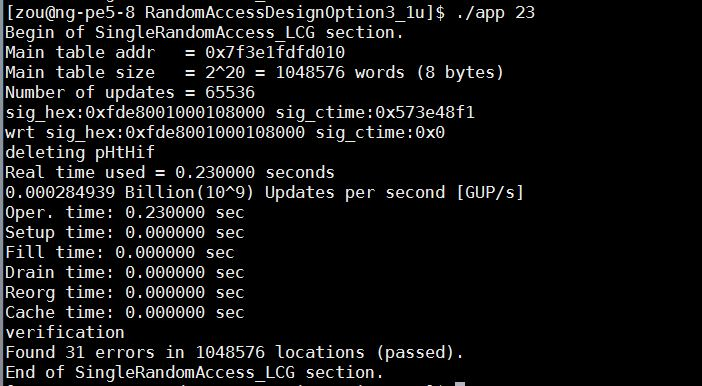 [zou@ng-pe5-8 RandomAccessDesignOption3_1u]$ ./app 23
Begin of SingleRandomAccess_LCG section.
Main table addr   = 0x7f3e1fdfd010
Main table size   = 2^20 = 1048576 words (8 bytes)
Number of updates = 65536
sig_hex:0xfde8001000108000 sig_ctime:0x573e48f1
wrt sig_hex:0xfde8001000108000 sig_ctime:0x0
deleting pHtHif
Real time used = 0.230000 seconds
0.000284939 Billion(10^9) Updates per second [GUP/s]
Oper. time: 0.230000 sec
Setup time: 0.000000 sec
Fill time: 0.000000 sec
Drain time: 0.000000 sec
Reorg time: 0.000000 sec
Cache time: 0.000000 sec
verification
Found 31 errors in 1048576 locations (passed).
End of SingleRandomAccess_LCG section.